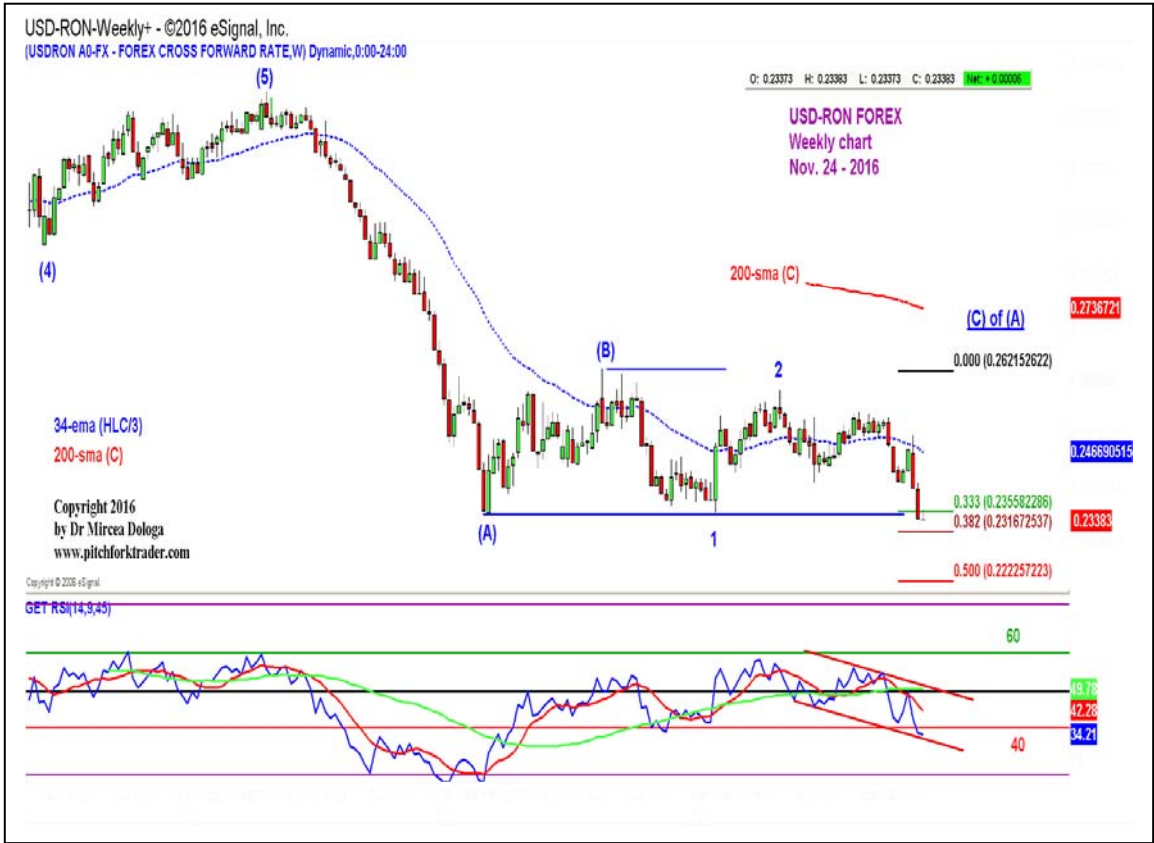 USD-RON-Weekly+ - ©2016 eSignal, Inc.
(USDRON A0-FX - FOREX CROSS FORWARD RATE,W) Dynamic,0:00-24:00
O: 0.23373 H: 0.23383 L: 0.23373 C: 0.23383 Net: + 0.00006
(5)
USD-RON FOREX
Weekly chart
Nov. 24 - 2016
(4)
200-sma (C)
0.2736721
(C) of (A)
(B)
2
0.000 (0.262152622)
34-ema (HLC/3)
200-sma (C)
0.246690515
Copyright 2016
by Dr Mircea Dologa
www.pitchforktrader.com
0.333 (0.235582286)
0.382 (0.231672537)
0.23383
(A)
1
0.500 (0.222257223)
Copyright © 2006 eSignal.
GET RSI(14,9,45)
60
49.78
42.28
34.21
40